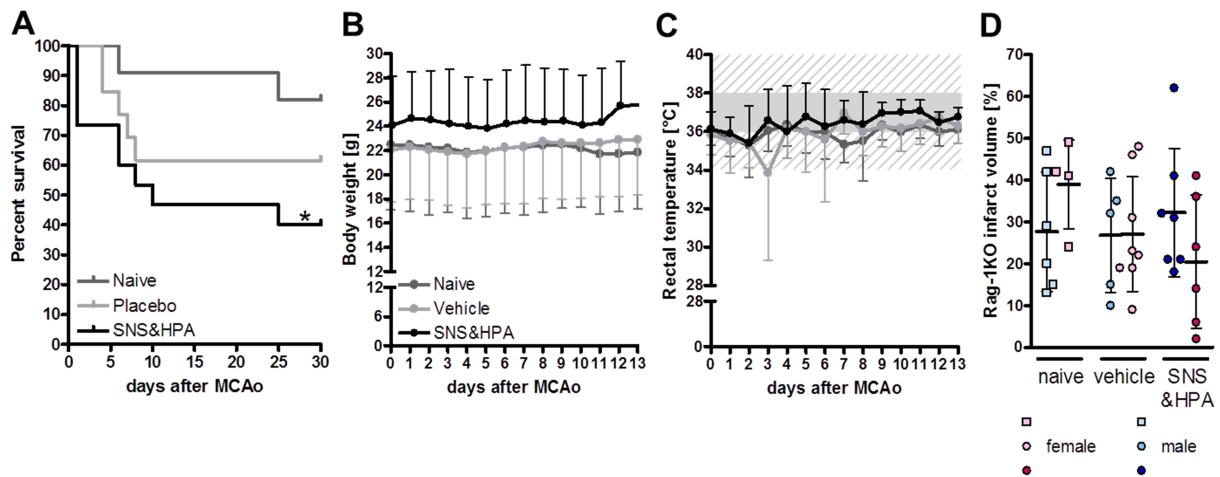 A
Percent survival
100
90
80
70
60
50
40
30
20
10
0
*
Naive
Placebo
SNS&HPA
0 5 10 15 20 25 30
days after MCAo
B
Body weight [g]
30
28
26
24
22
20
18
16
14
12
12
6
0
Naive
Vehicle
SNS&HPA
0 1 2 3 4 5 6 7 8 9 10 11 12 13
days after MCAo
C
Rectal temperature [°C]
40
38
36
34
32
30
28
28
0
0 1 2 3 4 5 6 7 8 9 10 11 12 13
days after MCAo
D
Rag-1KO infarct volume [%]
70
60
50
40
30
20
10
0
naive vehicle SNS
&HPA
female male